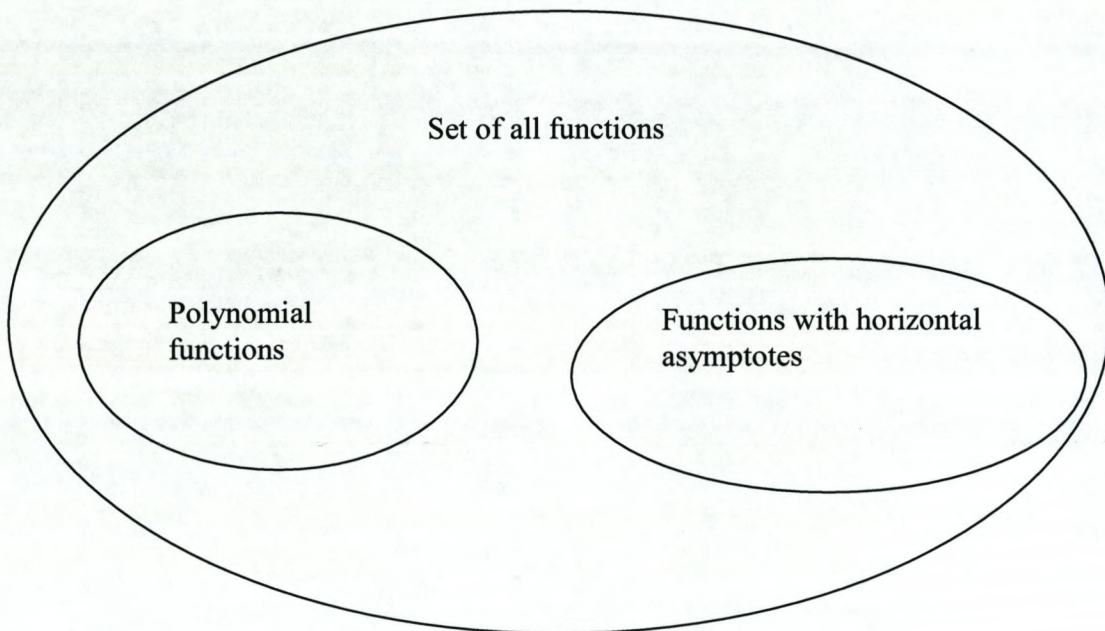 Set of all functions
Polynomial
functions
Functions with horizontal
asymptotes